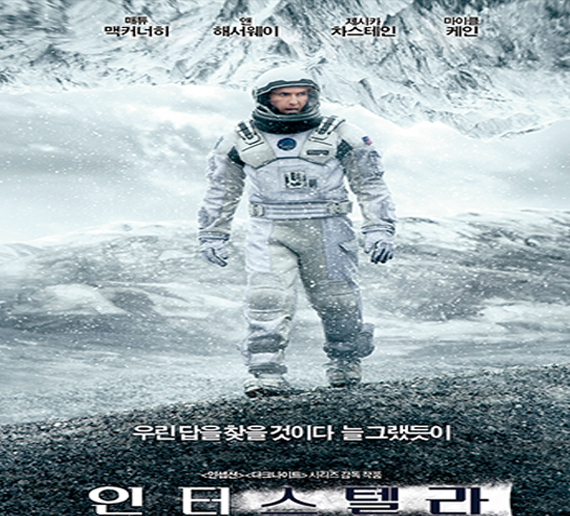 매튜 앤 제시카 마이클
맥커너히 해서웨이 차스테인 케인
우린 답을 찾을 것이다 늘 그랬듯이
<인셉션> <다크나이트> 시리즈 감독 작품
인터스텔라